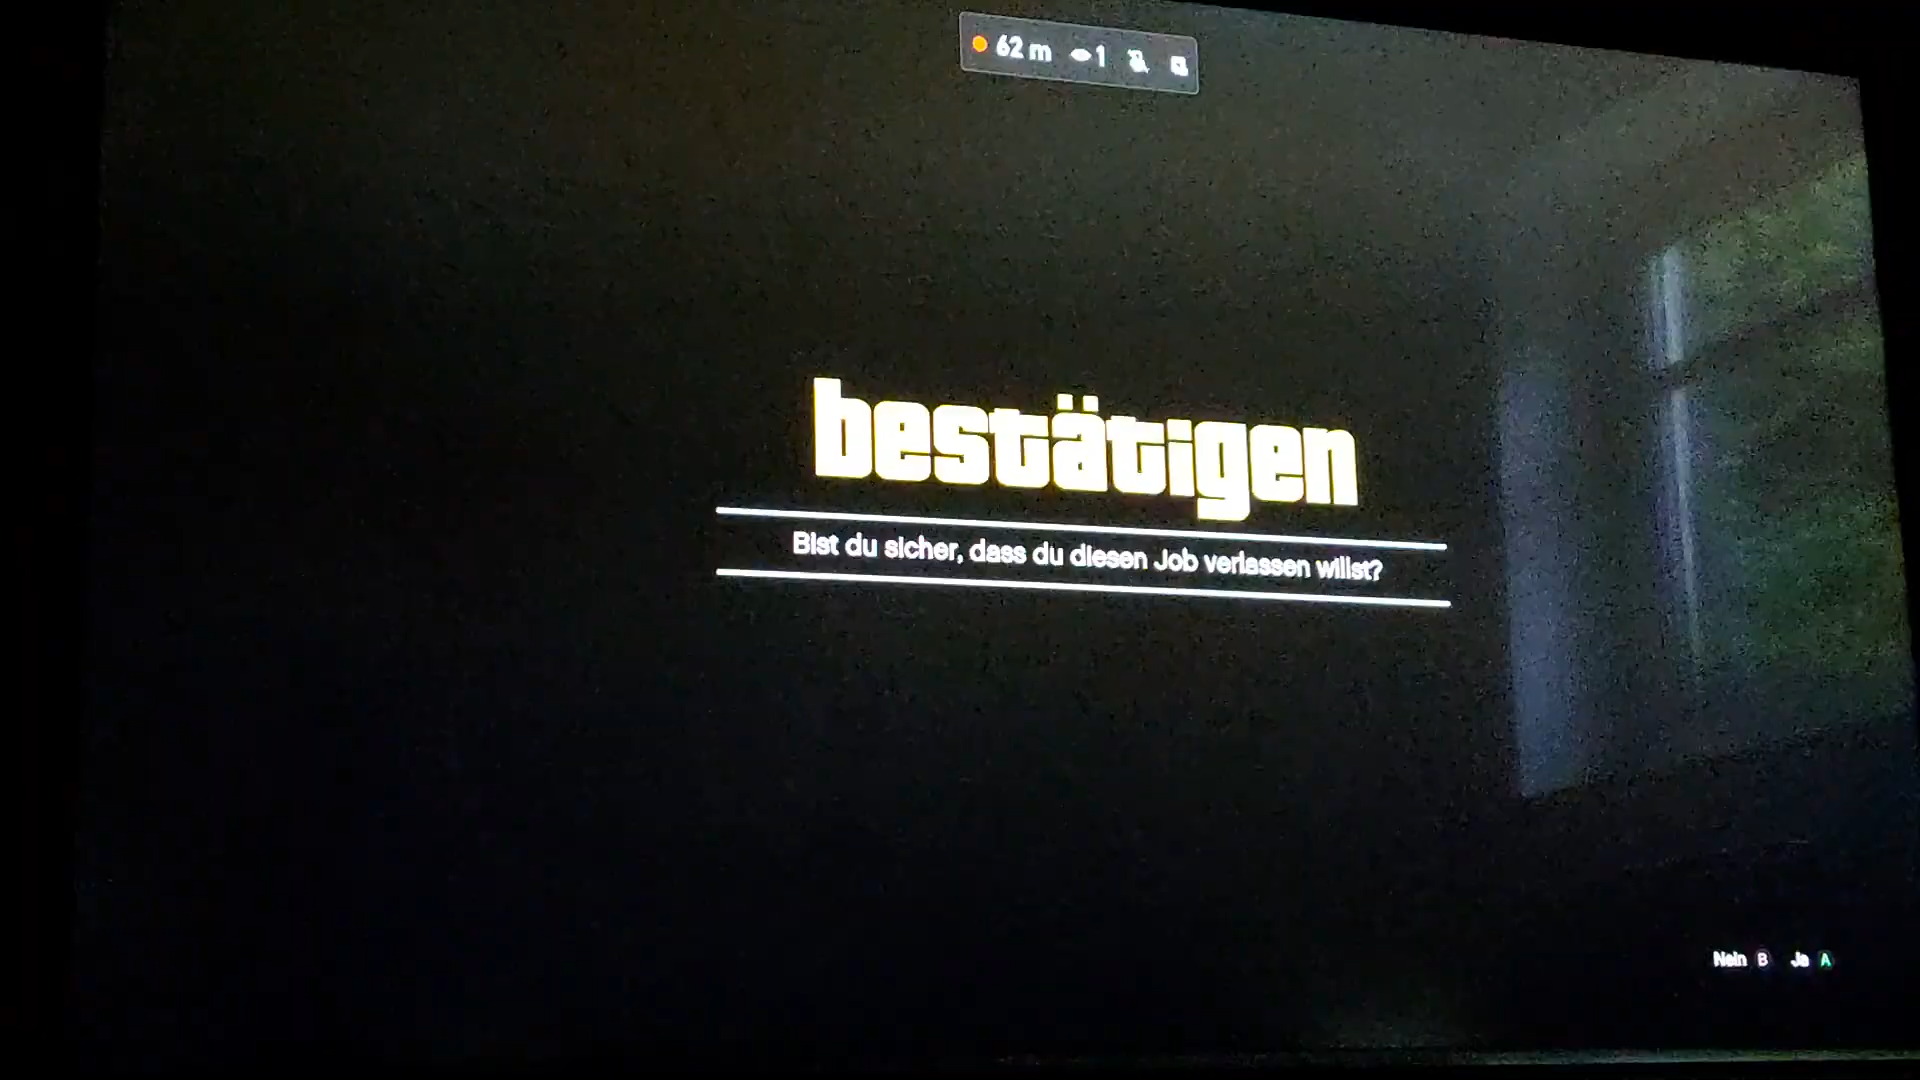 62 m 1
bestätigen
Bist du sicher, dass du diesen Job verlassen willst?
Nein B Ja A